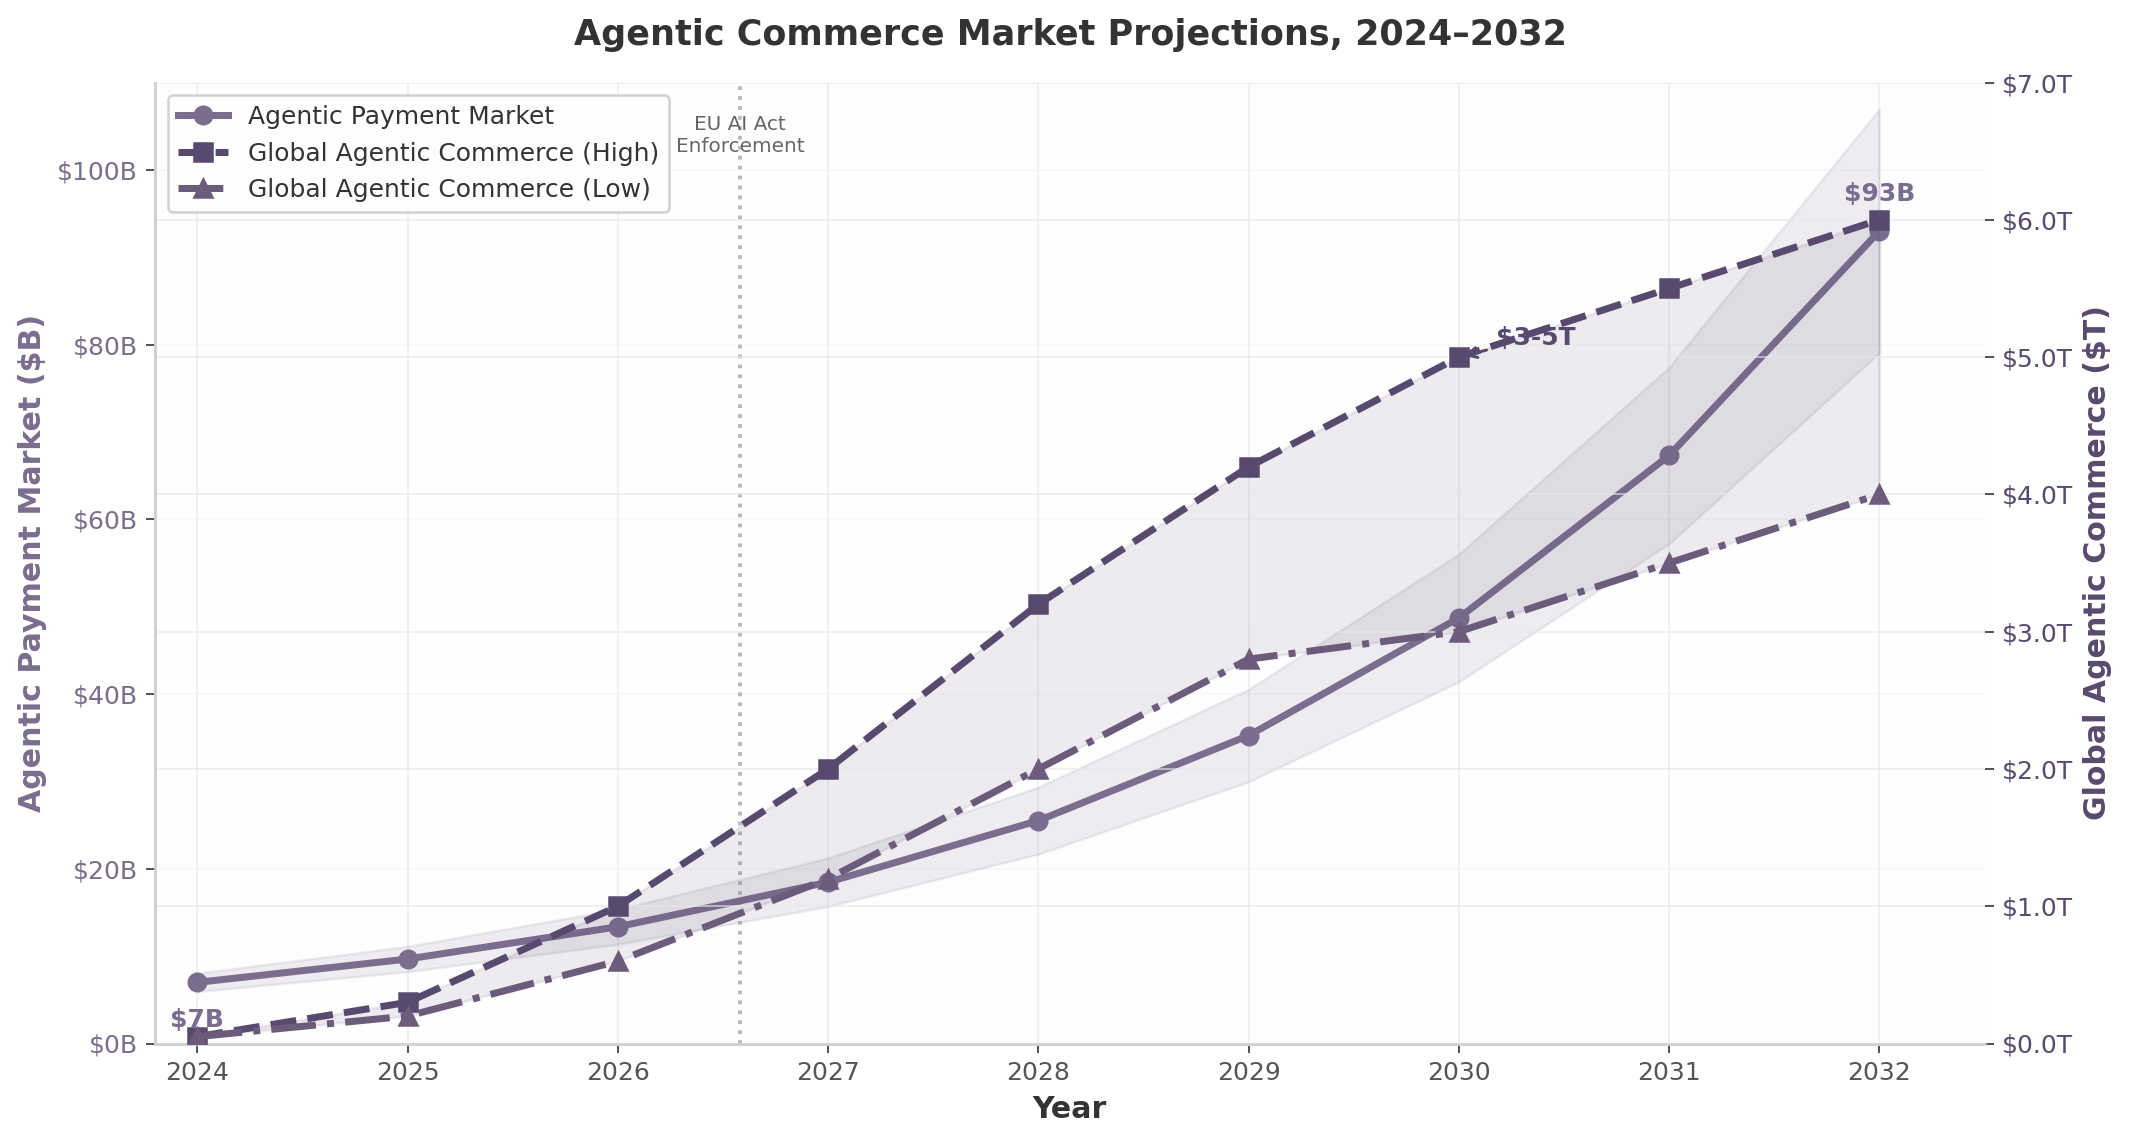 Agentic Commerce Market Projections, 2024–2032
Agentic Payment Market
Global Agentic Commerce (High)
Global Agentic Commerce (Low)
EU AI Act
Enforcement
Agentic Payment Market ($B)
$100B
$80B
$60B
$40B
$20B
$0B
$7B
$3-5T
$93B
$7.0T
$6.0T
$5.0T
$4.0T
$3.0T
$2.0T
$1.0T
$0.0T
Global Agentic Commerce ($T)
2024
2025
2026
2027
2028
2029
2030
2031
2032
Year